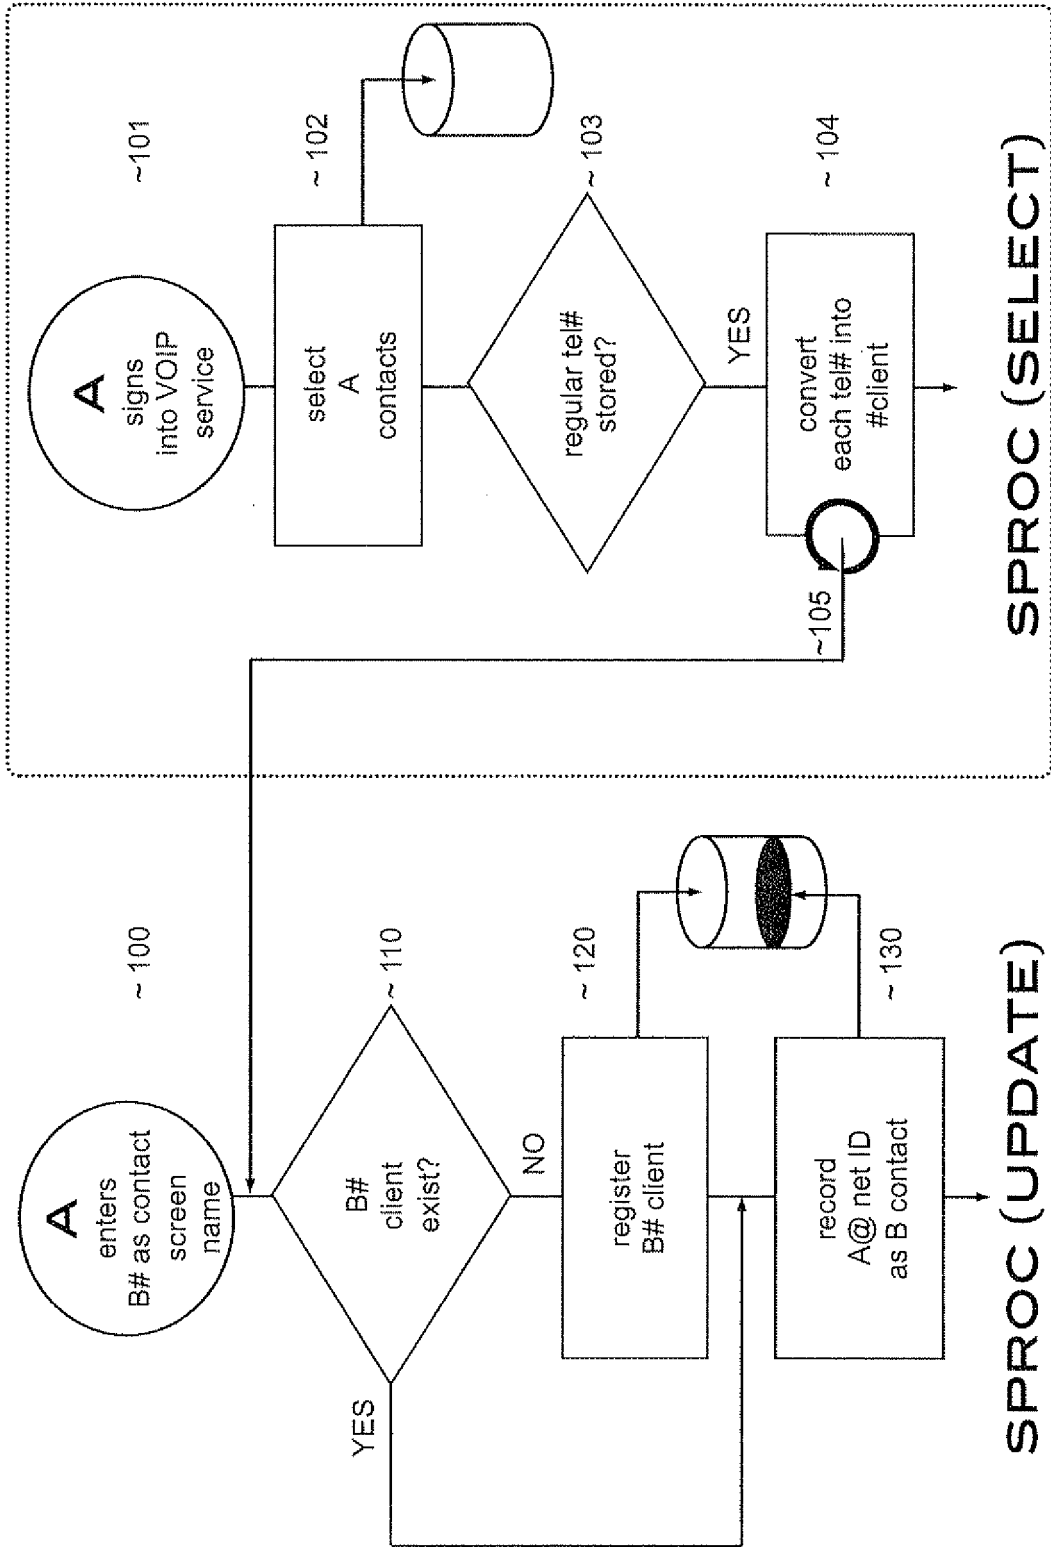 A
enters
B# as contact
screen
name
~ 100
B#
client
exist?
~ 110
YES
NO
register
B# client
~ 120
record
A@ net ID
as B contact
~ 130
SPROC (UPDATE)
A
signs
into VOIP
service
~101
select
A
contacts
~ 102
regular tel#
stored?
~ 103
YES
convert
each tel# into
#client
~ 104
~105
SPROC (SELECT)